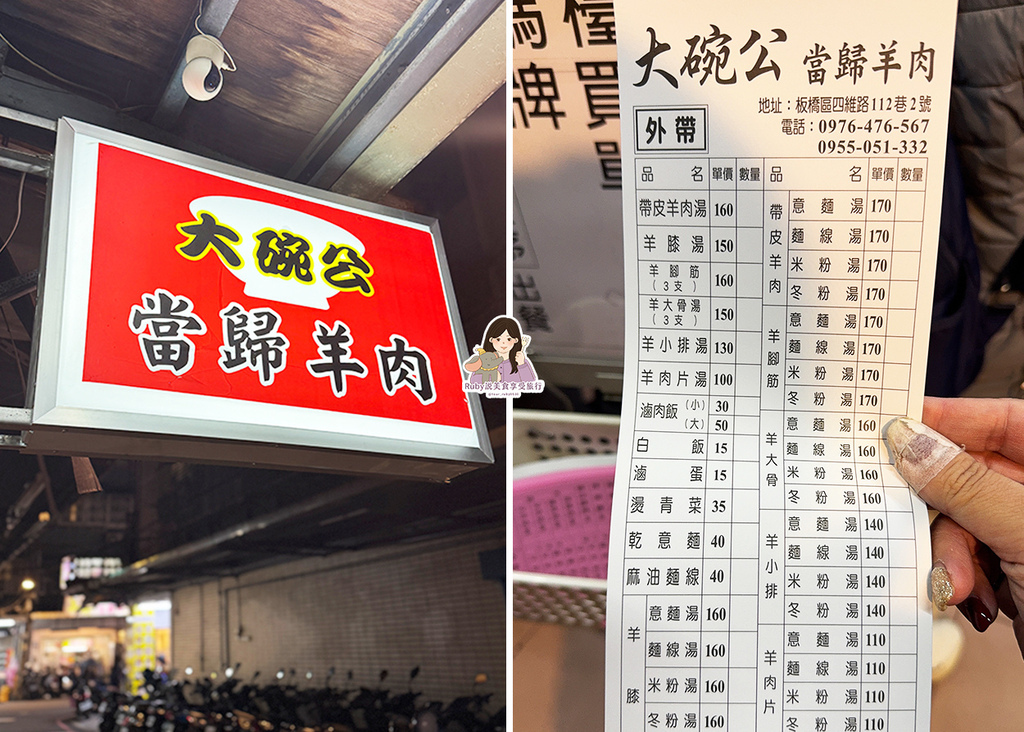 大碗公
當歸羊肉
Ruby說美食享受旅行
大碗公 當歸羊肉
地址：板橋區四維路112巷2號
外帶
電話：0976-476-567
0955-051-332
品名 單價 數量 品名 單價 數量
帶皮羊肉湯 160
羊膝湯 150
羊腳筋（3支） 160
羊大骨湯（3支） 150
羊小排湯 130
羊肉片湯 100
滷肉飯（小） 30
（大） 50
白飯 15
滷蛋 15
燙青菜 35
乾意麵 40
麻油麵線 40
羊膝
意麵湯 160
麵線湯 160
米粉湯 160
冬粉湯 160
帶皮羊肉
意麵湯 170
麵線湯 170
米粉湯 170
冬粉湯 170
羊腳筋
意麵湯 170
麵線湯 170
米粉湯 170
冬粉湯 170
羊大骨
意麵湯 160
麵線湯 160
米粉湯 160
冬粉湯 160
羊小排
意麵湯 140
麵線湯 140
米粉湯 140
冬粉湯 140
羊肉片
意麵湯 110
麵線湯 110
米粉湯 110
冬粉湯 110